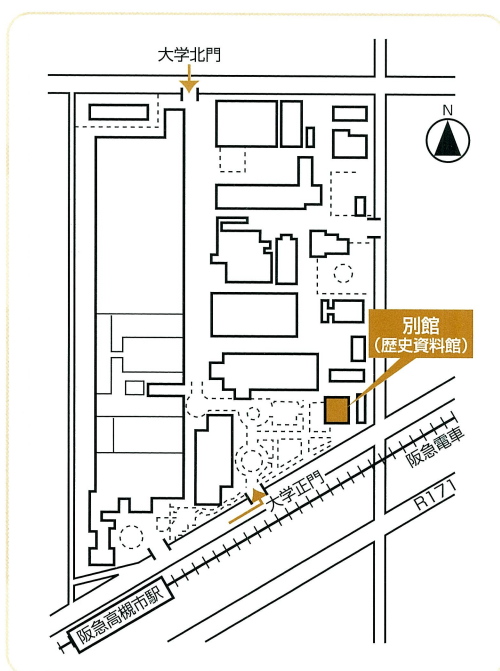 大学北門
N
別館
(歴史資料館)
阪急電車
大学正門
R171
阪急高槻市駅